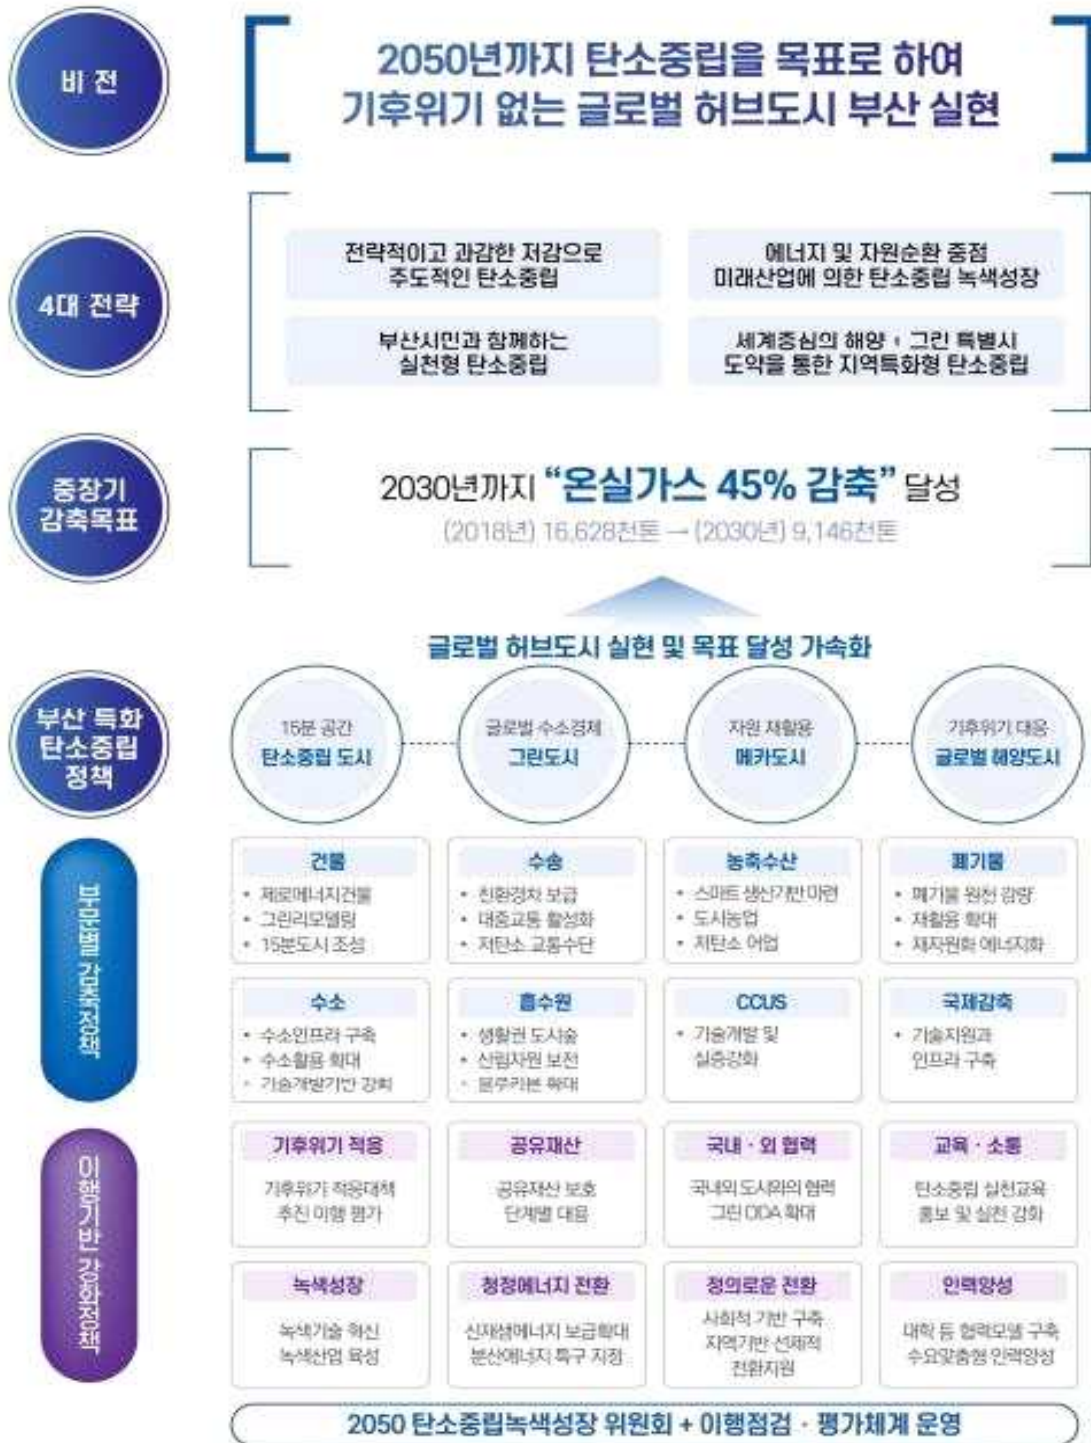 비 전
2050년까지 탄소중립을 목표로 하여
기후위기 없는 글로벌 허브도시 부산 실현
4대 전략
전략적이고 과감한 저감으로
주도적인 탄소중립
에너지 및 자원순환 중점
미래산업에 의한 탄소중립 녹색성장
부산시민과 함께하는
실천형 탄소중립
세계중심의 해양 · 그린 특별시
도약을 통한 지역특화형 탄소중립
중장기
감축목표
2030년까지 “온실가스 45% 감축” 달성
(2018년) 16,628천톤 → (2030년) 9,146천톤
글로벌 허브도시 실현 및 목표 달성 가속화
부산 특화
탄소중립
정책
15분 공간
탄소중립 도시
글로벌 수소경제
그린도시
자원 재활용
메카도시
기후위기 대응
글로벌 해양도시
부문별 감축정책
건물
• 제로에너지건물
• 그린리모델링
• 15분도시 조성
수송
• 친환경차 보급
• 대중교통 활성화
• 저탄소 교통수단
농축수산
• 스마트 생산기반 마련
• 도시농업
• 저탄소 어업
폐기물
• 폐기물 원천 감량
• 재활용 확대
• 재자원화 에너지화
수소
• 수소인프라 구축
• 수소활용 확대
• 기술개발기반 강화
흡수원
• 생활권 도시숲
• 산림자원 보전
• 블루카본 확대
CCUS
• 기술개발 및
실증강화
국제감축
• 기술지원과
인프라 구축
이행기반 강화정책
기후위기 적응
기후위기 적응대책
추진 이행 평가
공유재산
공유재산 보호
단계별 대응
국내 · 외 협력
국내외 도시와의 협력
그린 ODA 확대
교육 · 소통
탄소중립 실천교육
홍보 및 실천 강화
녹색성장
녹색기술 혁신
녹색산업 육성
청정에너지 전환
신재생에너지 보급확대
분산에너지 특구 지정
정의로운 전환
사회적 기반 구축
지역기반 선제적
전환지원
인력양성
대학 등 협력모델 구축
수요맞춤형 인력양성
2050 탄소중립녹색성장 위원회 + 이행점검 · 평가체계 운영